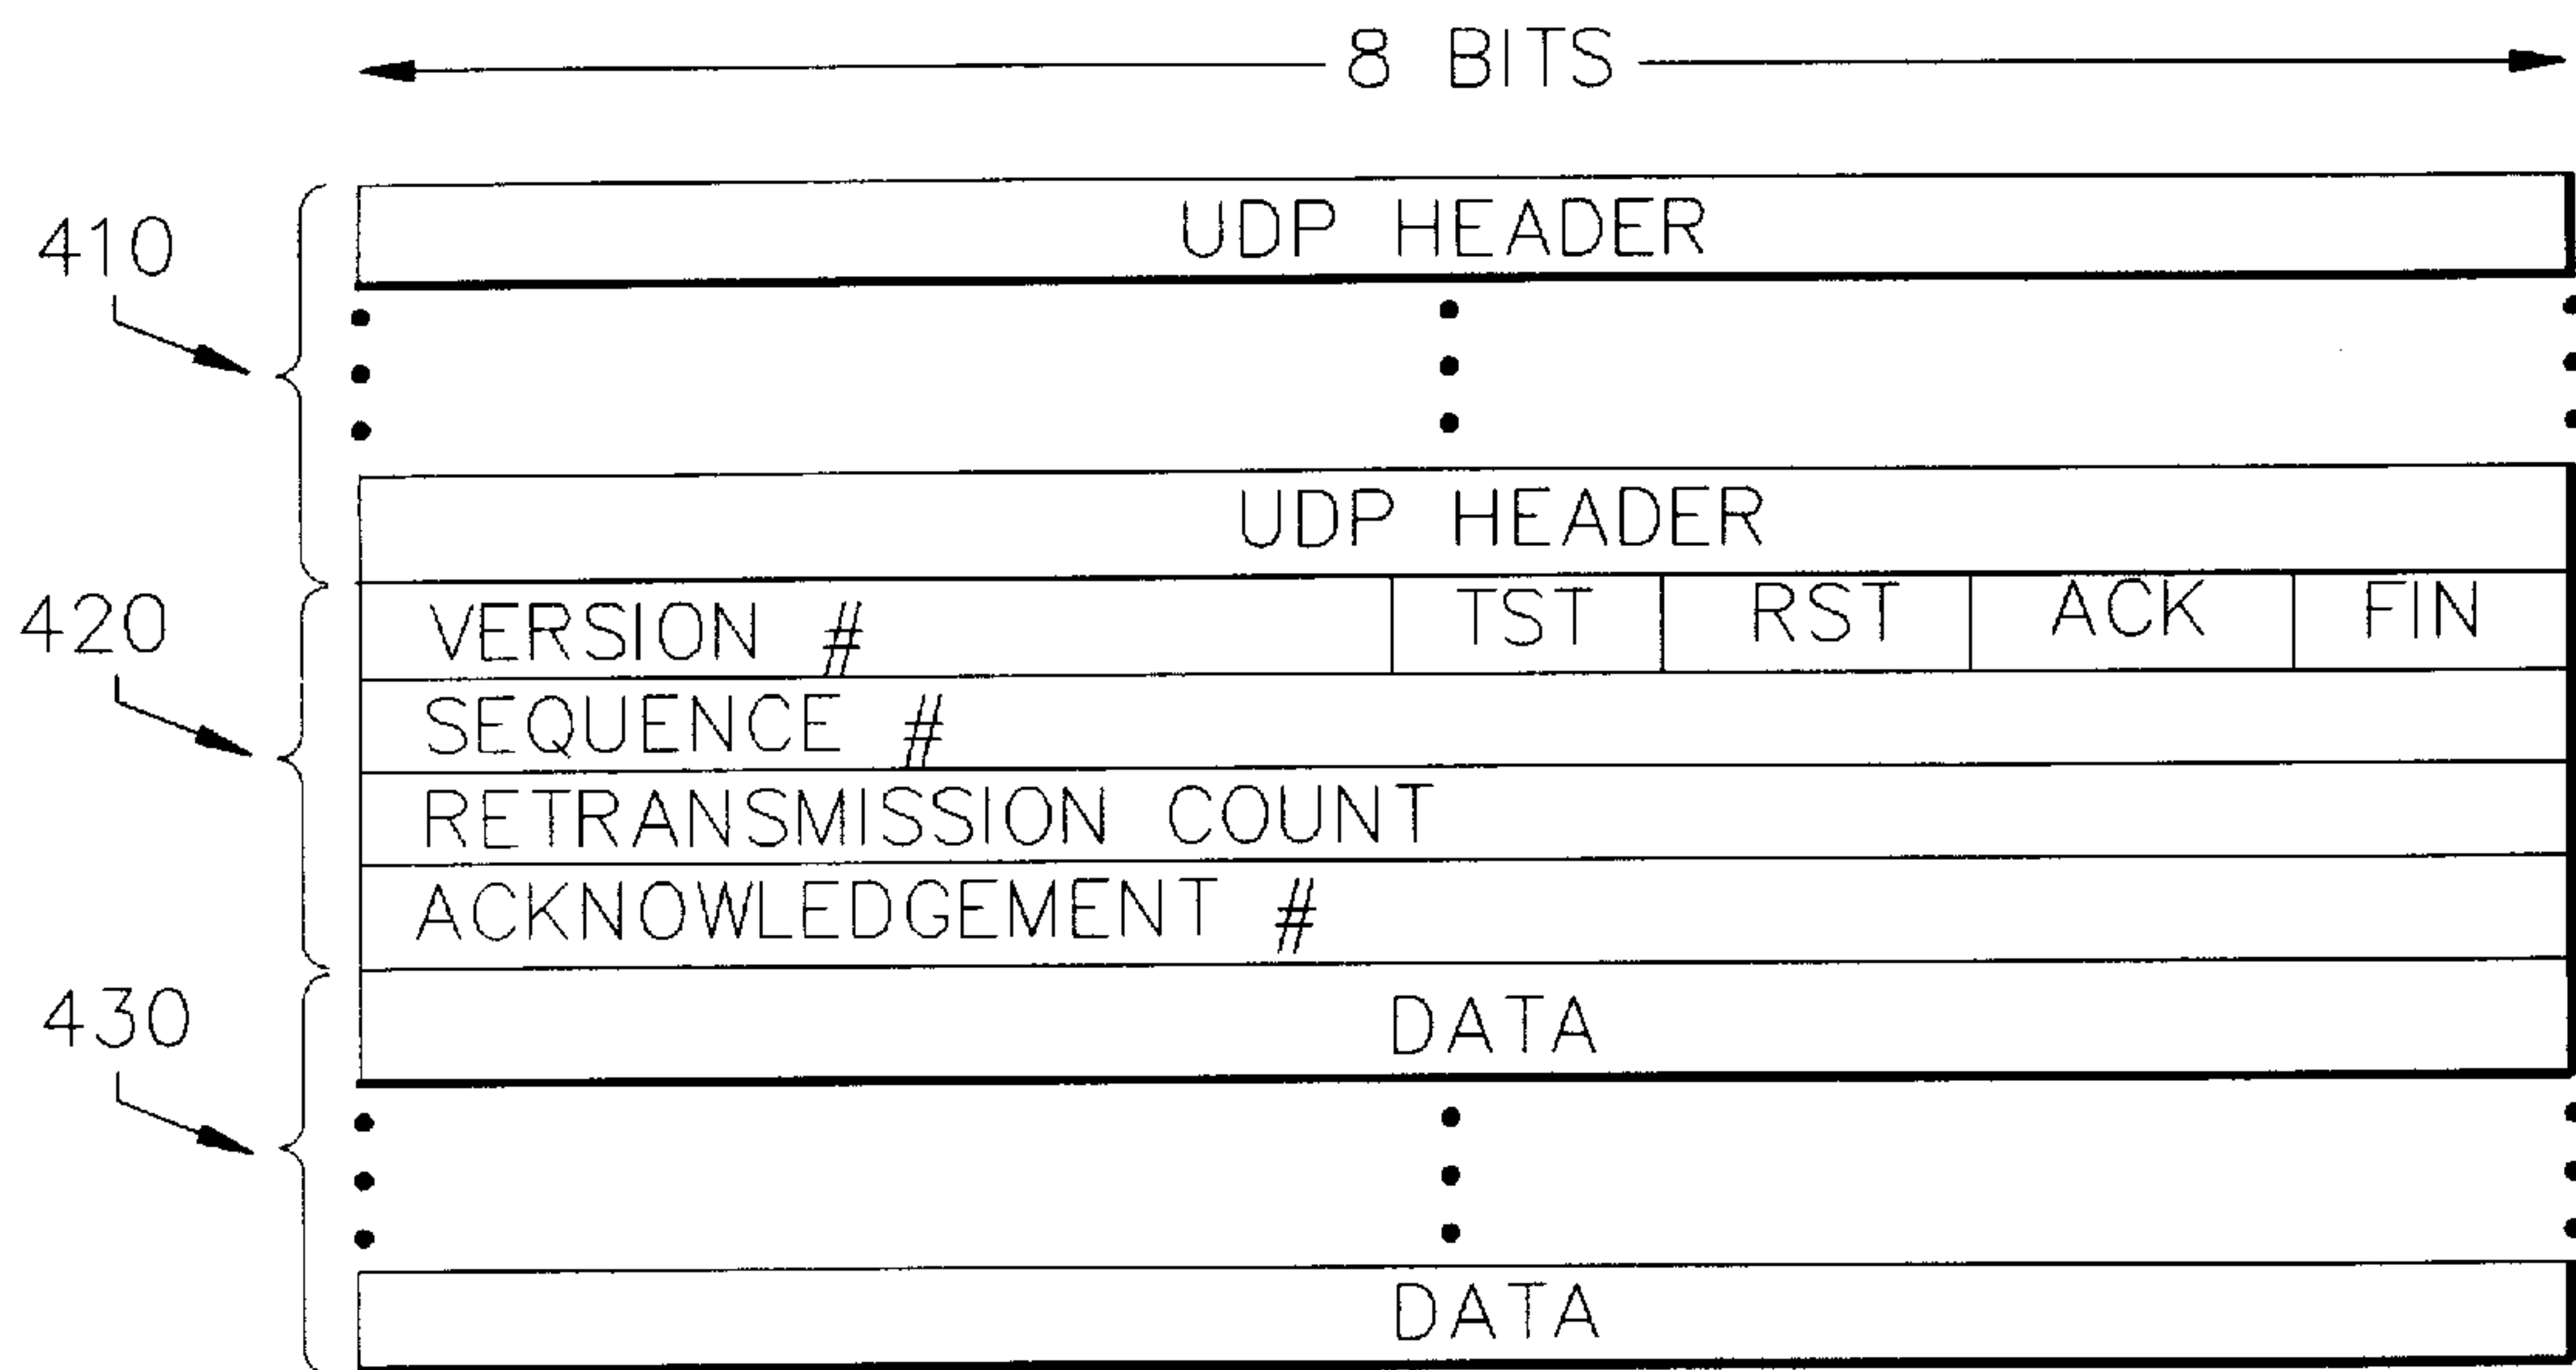 8 BITS
410
UDP HEADER
UDP HEADER
420
VERSION # TST RST ACK FIN
SEQUENCE #
RETRANSMISSION COUNT
ACKNOWLEDGEMENT #
430
DATA
DATA